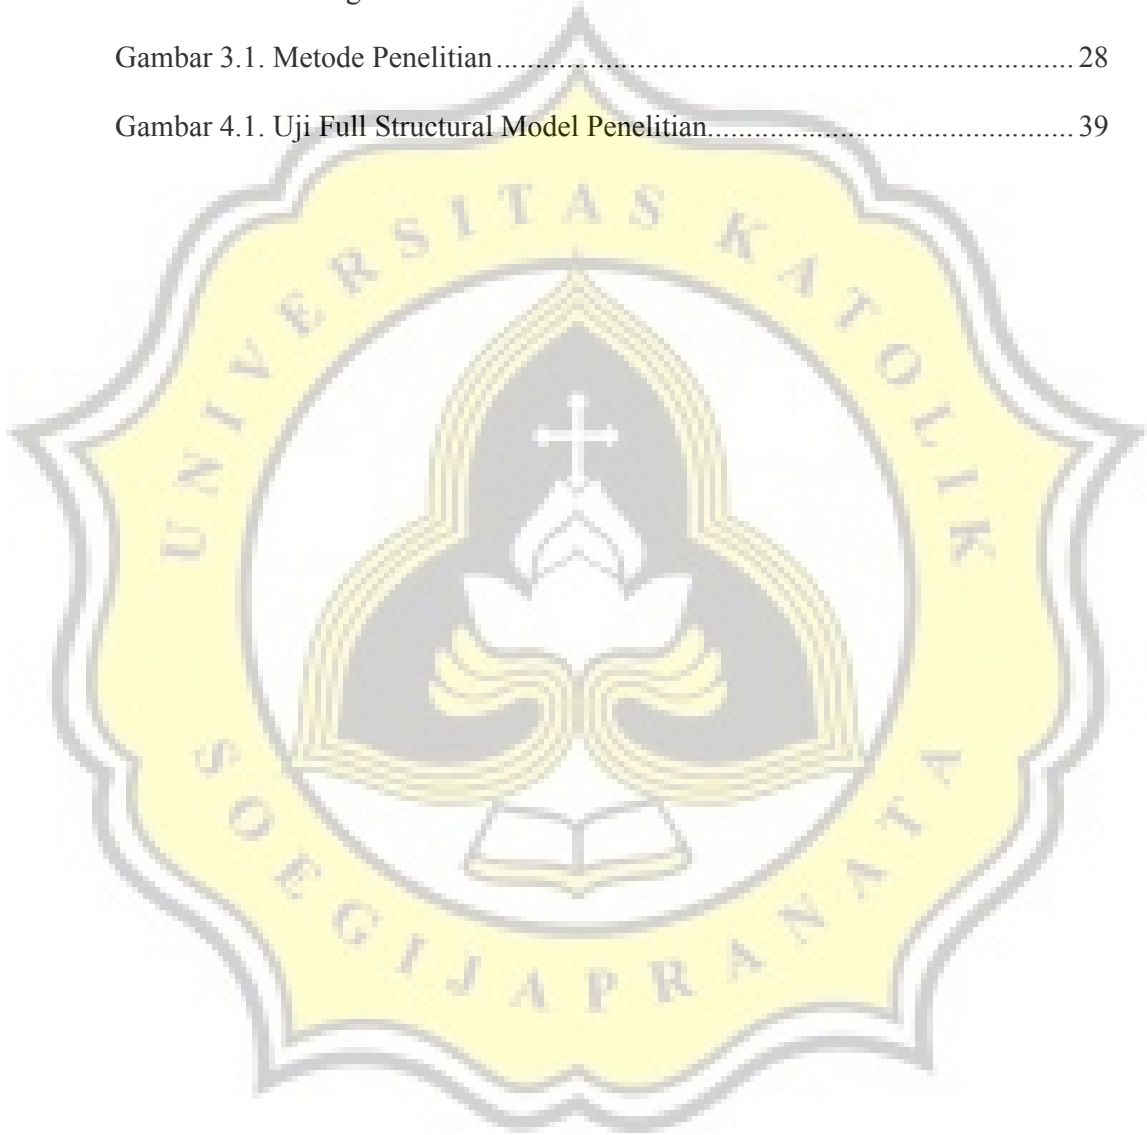 Gambar 3.1. Metode Penelitian............................................................................ 28
Gambar 4.1. Uji Full Structural Model Penelitian................................................ 39
UNIVERSITAS KATOLIK
SOEGIJAPRANATA